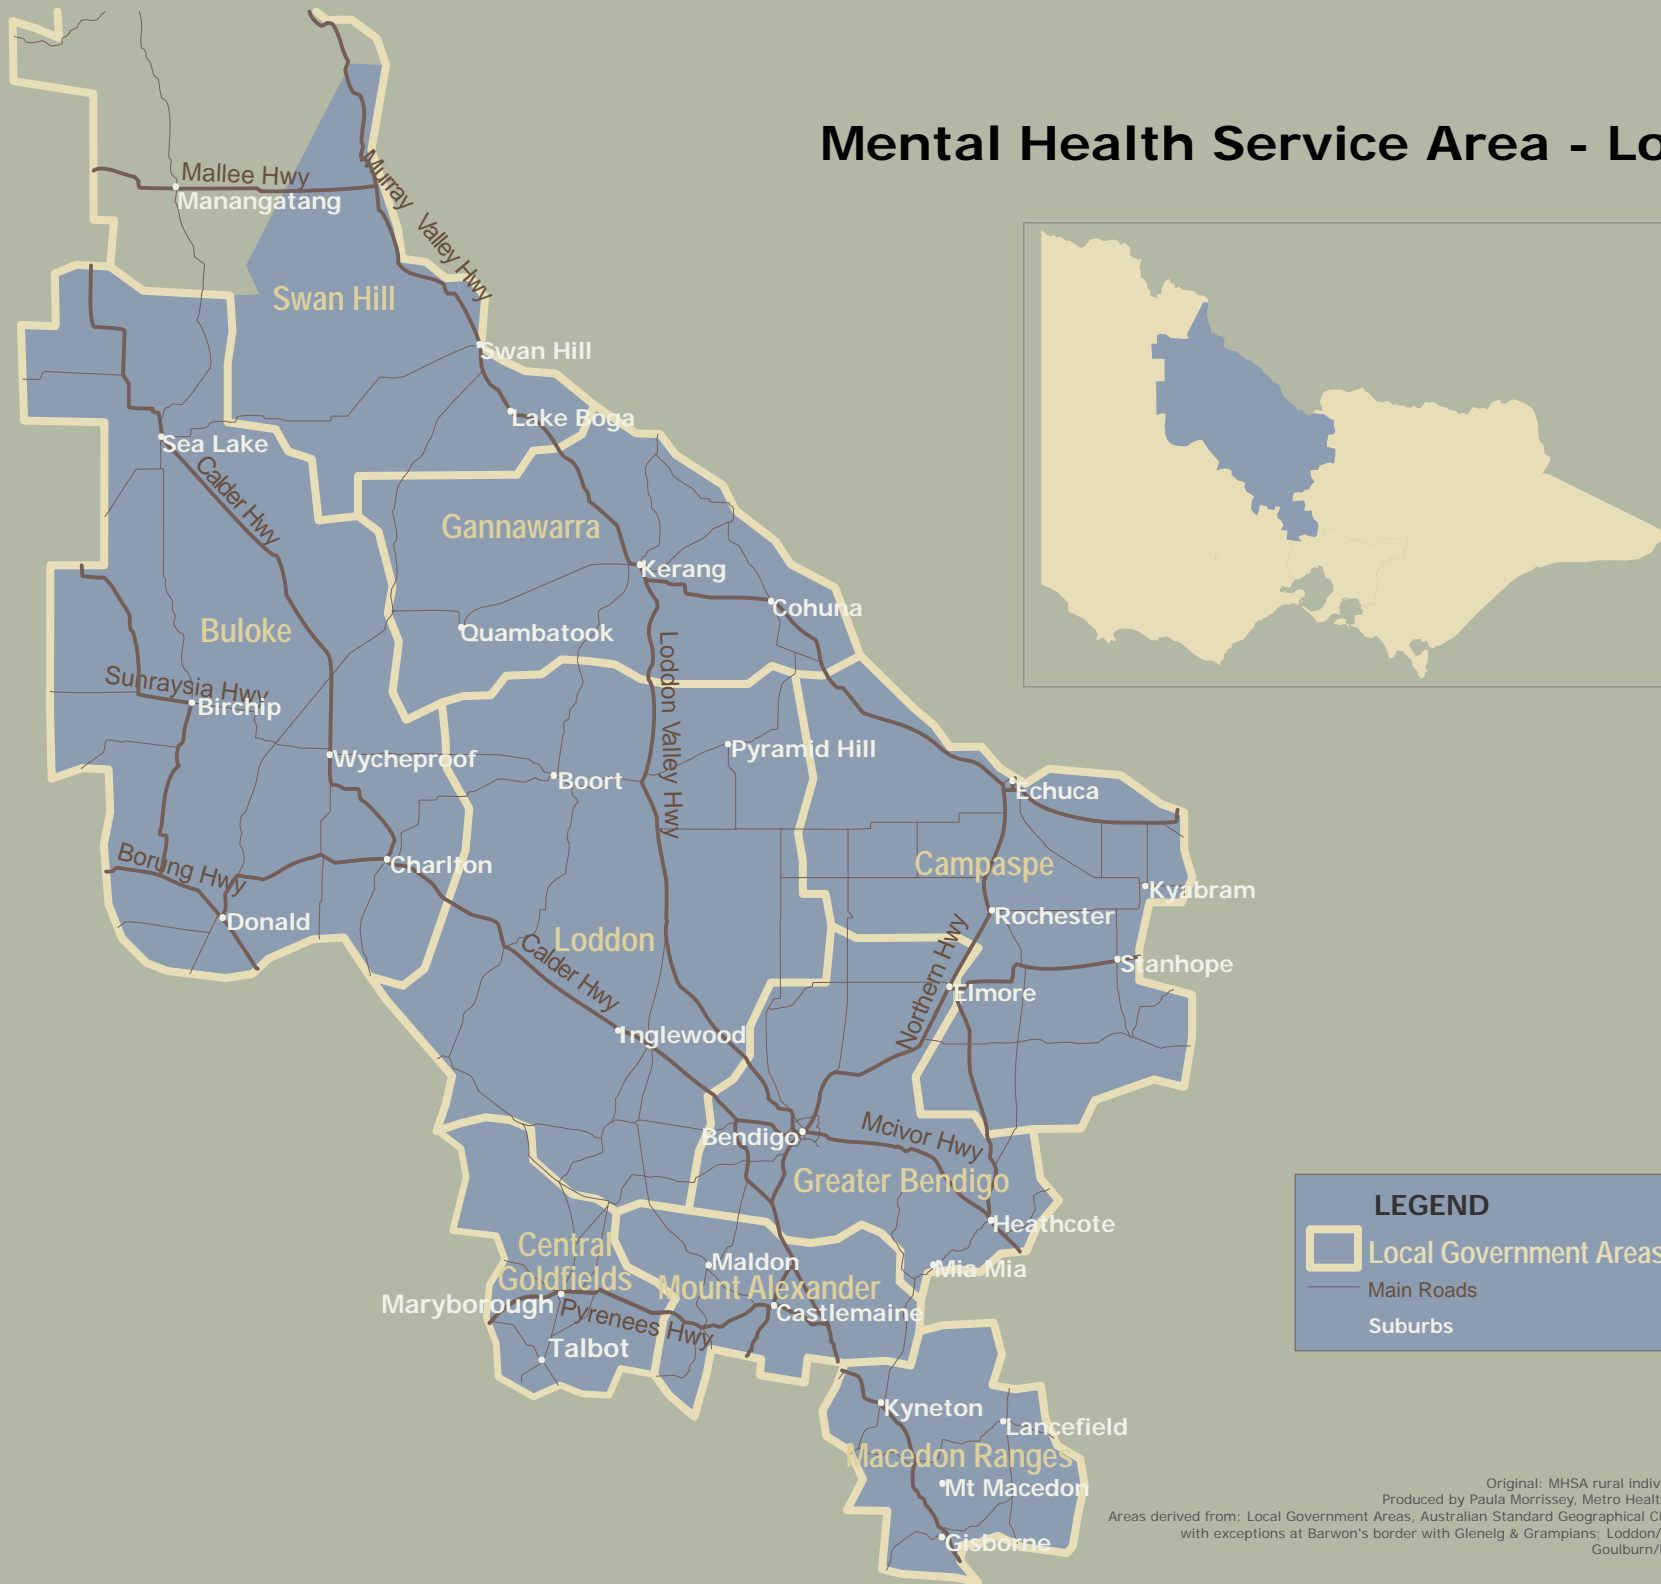 Mental Health Service Area - Lo
Mallee Hwy
Manangatang
Murray Valley Hwy
Swan Hill
Swan Hill
Lake Boga
Sea Lake
Calder Hwy
Gannawarra
Kerang
Cohuna
Buloke
Quambatook
Loddon Valley Hwy
Sunraysia Hwy
Birchip
Wycheproof
Pyramid Hill
Boort
Echuca
Borung Hwy
Charlton
Campaspe
Kyabram
Donald
Rochester
Loddon
Calder Hwy
Northern Hwy
Stanhope
Elmore
Inglewood
Bendigo
Mcivor Hwy
Greater Bendigo
Heathcote
Central
Goldfields
Maldon
Mia Mia
Mount Alexander
Maryborough
Pyrenees Hwy
Castlemaine
Talbot
Kyneton
Lancefield
Macedon Ranges
Mt Macedon
Gisborne
LEGEND
Local Government Areas
Main Roads
Suburbs
Original: MHSA rural indiv
Produced by Paula Morrissey, Metro Healt
Areas derived from: Local Government Areas, Australian Standard Geographical Cl
with exceptions at Barwon's border with Glenelg & Grampians; Loddon/
Goulburn/